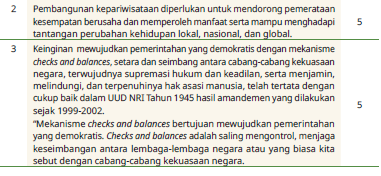 2 Pembangunan kepariwisataan diperlukan untuk mendorong pemerataan
kesempatan berusaha dan memperoleh manfaat serta mampu menghadapi 5
tantangan perubahan kehidupan lokal, nasional, dan global.
3 Keinginan mewujudkan pemerintahan yang demokratis dengan mekanisme
checks and balances, setara dan seimbang antara cabang-cabang kekuasaan
negara, terwujudnya supremasi hukum dan keadilan, serta menjamin,
melindungi, dan terpenuhinya hak asasi manusia, telah tertata dengan
cukup baik dalam UUD NRI Tahun 1945 hasil amandemen yang dilakukan
sejak 1999-2002. 5
"Mekanisme checks and balances bertujuan mewujudkan pemerintahan
yang demokratis. Checks and balances adalah saling mengontrol, menjaga
keseimbangan antara lembaga-lembaga negara atau yang biasa kita
sebut dengan cabang-cabang kekuasaan negara.